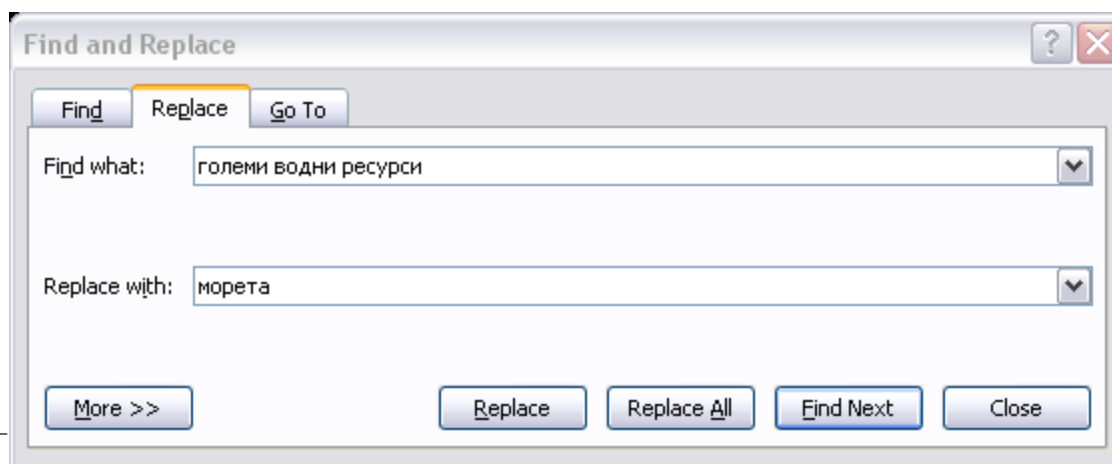 Find and Replace
Find Replace Go To
Find what: големи водни ресурси
Replace with: морета
More >> Replace Replace All Find Next Close